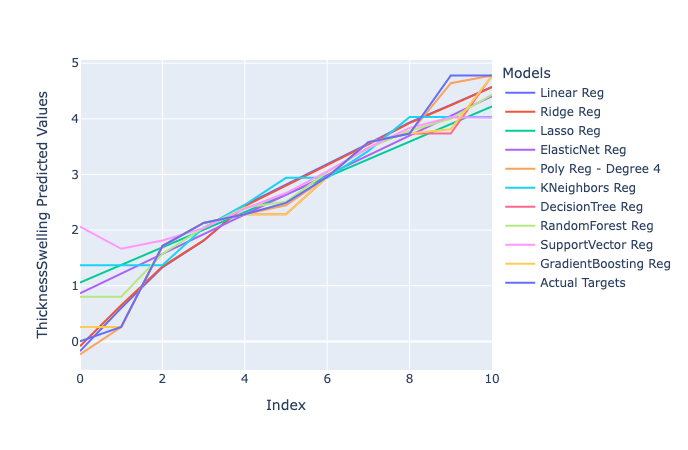 5
4
3
2
1
0
ThicknessSwelling Predicted Values
0
2
4
6
8
10
Index
Models
Linear Reg
Ridge Reg
Lasso Reg
ElasticNet Reg
Poly Reg - Degree 4
KNeighbors Reg
DecisionTree Reg
RandomForest Reg
SupportVector Reg
GradientBoosting Reg
Actual Targets